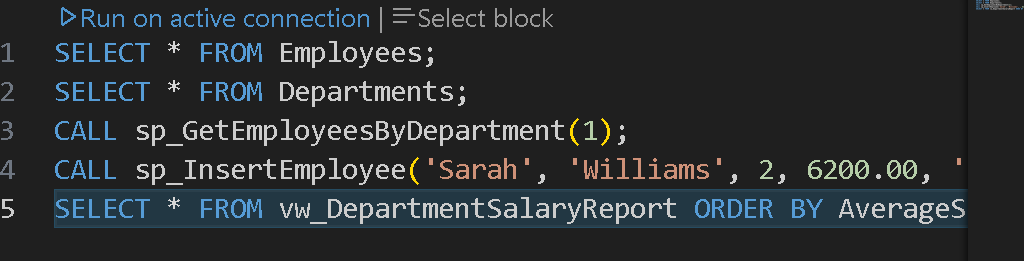 Run on active connection | Select block
1 SELECT * FROM Employees;
2 SELECT * FROM Departments;
3 CALL sp_GetEmployeesByDepartment(1);
4 CALL sp_InsertEmployee('Sarah', 'Williams', 2, 6200.00, '
5 SELECT * FROM vw_DepartmentSalaryReport ORDER BY AverageS